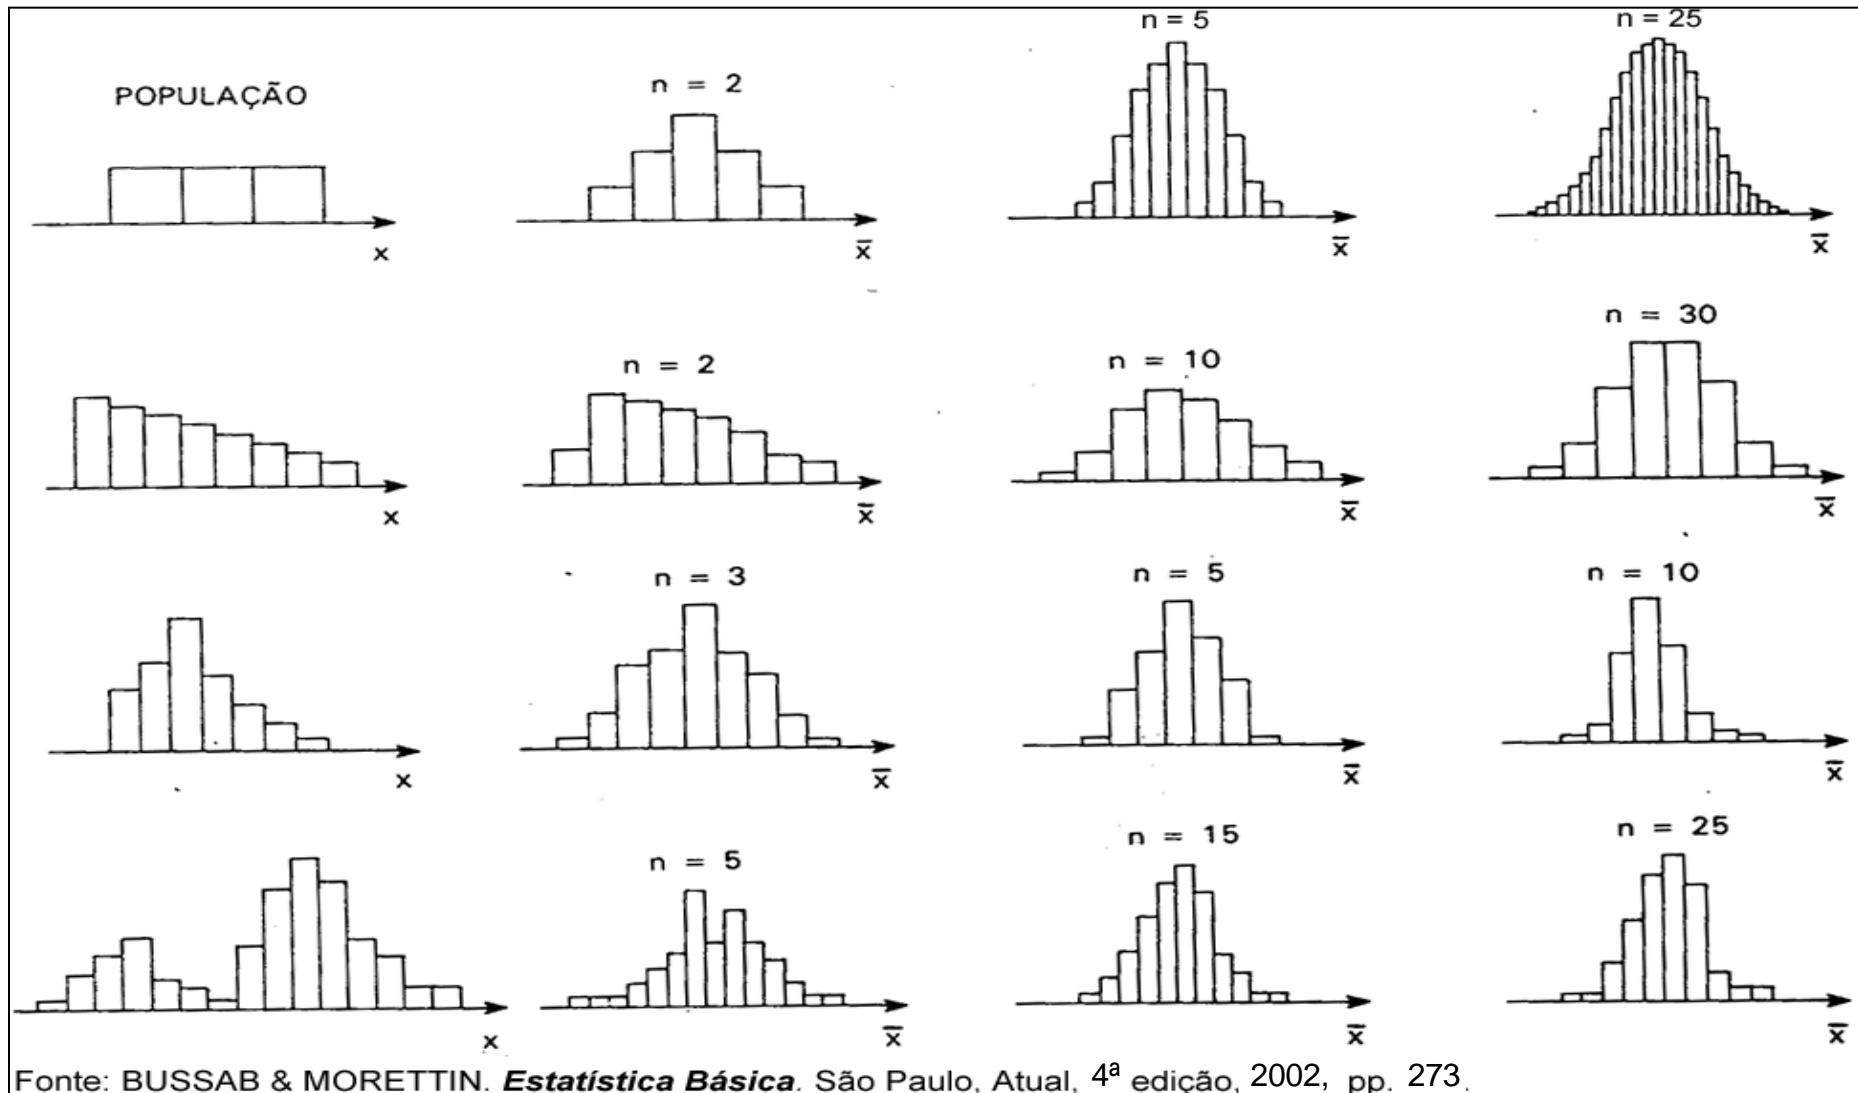 POPULAÇÃO
n = 2
n = 5
n = 25
x
x̄
x̄
x̄
n = 2
n = 10
n = 30
x
x̄
x̄
x̄
n = 3
n = 5
n = 10
x
x̄
x̄
x̄
n = 5
n = 15
n = 25
x
x̄
x̄
x̄
Fonte: BUSSAB & MORETTIN. Estatística Básica. São Paulo, Atual, 4ª edição, 2002, pp. 273.